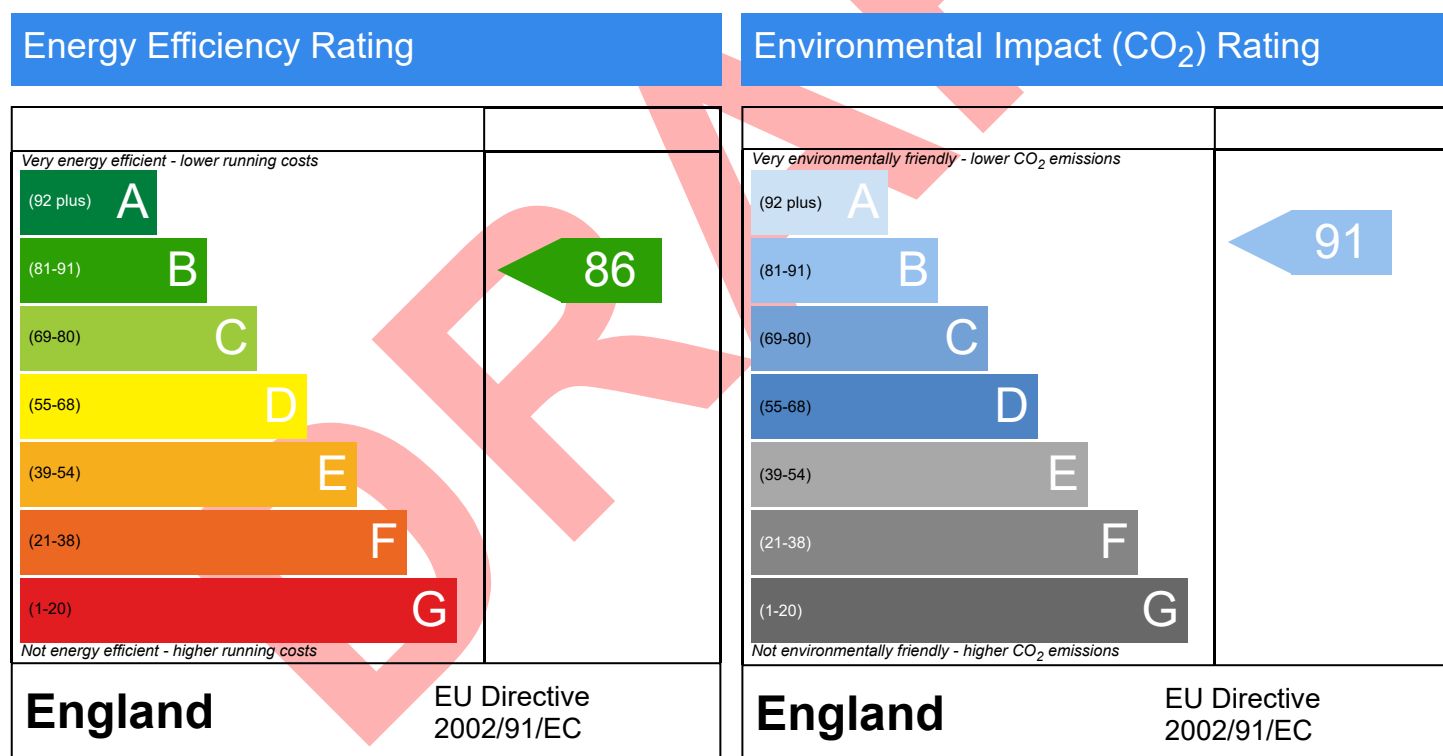 Energy Efficiency Rating
Very energy efficient - lower running costs
(92 plus) A
(81-91) B
(69-80) C
(55-68) D
(39-54) E
(21-38) F
(1-20) G
86
Not energy efficient - higher running costs
England
EU Directive
2002/91/EC
Environmental Impact (CO₂) Rating
Very environmentally friendly - lower CO₂ emissions
(92 plus) A
(81-91) B
(69-80) C
(55-68) D
(39-54) E
(21-38) F
(1-20) G
91
Not environmentally friendly - higher CO₂ emissions
England
EU Directive
2002/91/EC